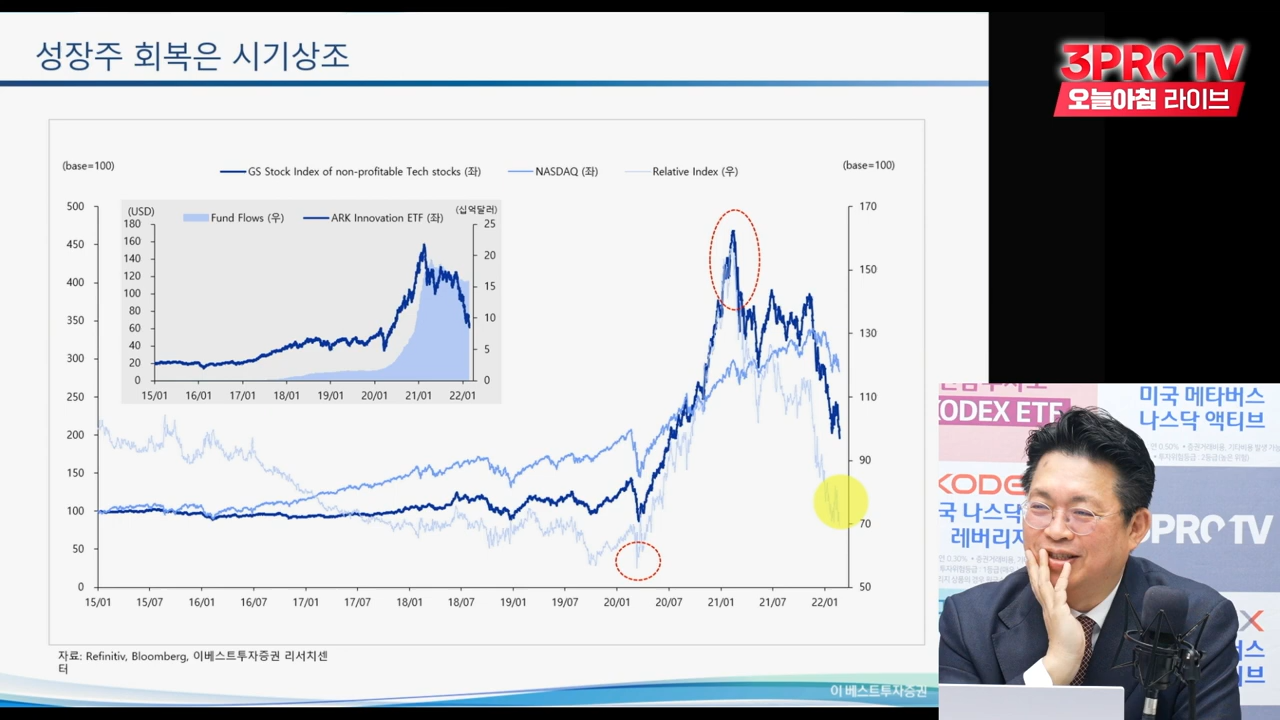 성장주 회복은 시기상조
3PROTV
오늘아침 라이브
(base=100)
GS Stock Index of non-profitable Tech stocks (좌)
NASDAQ (좌)
Relative Index (우)
(base=100)
500
450
400
350
300
250
200
150
100
50
0
170
150
130
110
90
70
50
15/01 15/07 16/01 16/07 17/01 17/07 18/01 18/07 19/01 19/07 20/01 20/07 21/01 21/07 22/01
(USD)
Fund Flows (우)
ARK Innovation ETF (좌)
(십억달러)
180
160
140
120
100
80
60
40
20
0
25
20
15
10
5
0
15/01 16/01 17/01 18/01 19/01 20/01 21/01 22/01
자료: Refinitiv, Bloomberg, 이베스트투자증권 리서치센
터
이베스트투자증권
KODEX ETF
미국 메타버스
나스닥 액티브
국 나스닥
레버리지
3PROTV